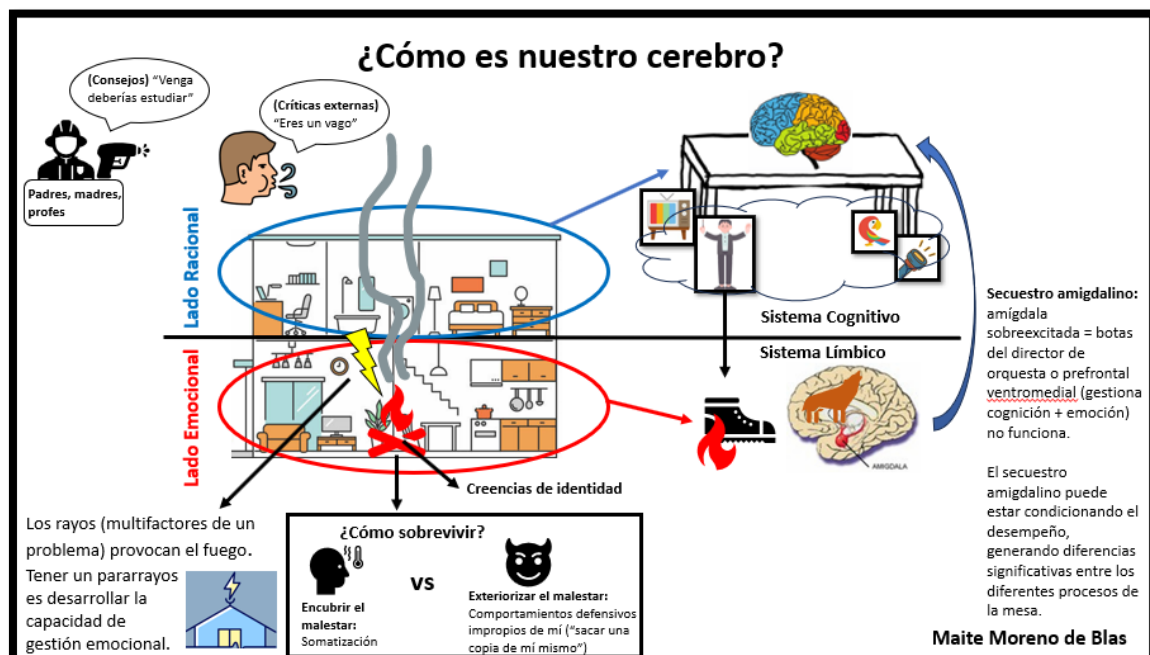 ¿Cómo es nuestro cerebro?
(Consejos) “Venga
deberías estudiar”
(Críticas externas)
“Eres un vago”
Padres, madres,
profes
Lado Racional
Lado Emocional
Sistema Cognitivo
Sistema Límbico
AMIGDALA
Secuestro amigdalino:
amígdala
sobreexcitada = botas
del director de
orquesta o prefrontal
ventromedial (gestiona
cognición + emoción)
no funciona.
El secuestro
amigdalino puede
estar condicionando el
desempeño,
generando diferencias
significativas entre los
diferentes procesos de
la mesa.
Creencias de identidad
Los rayos (multifactores de un
problema) provocan el fuego.
Tener un pararrayos
es desarrollar la
capacidad de
gestión emocional.
¿Cómo sobrevivir?
Encubrir el
malestar:
Somatización
vs
Exteriorizar el malestar:
Comportamientos defensivos
impropios de mí (“sacar una
copia de mí mismo”)
Maite Moreno de Blas